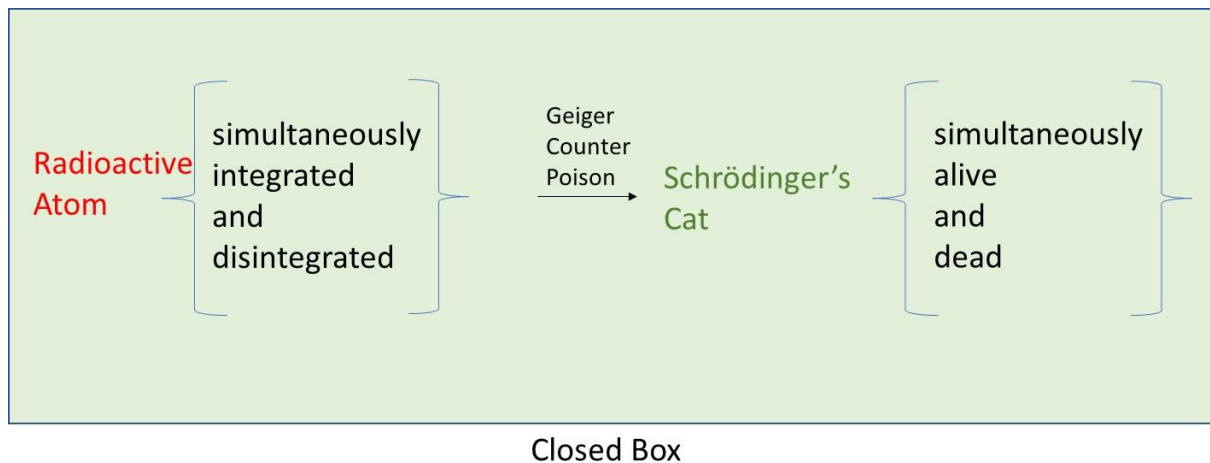 Radioactive
Atom
simultaneously
integrated
and
disintegrated
Geiger
Counter
Poison
Schrödinger’s
Cat
simultaneously
alive
and
dead
Closed Box